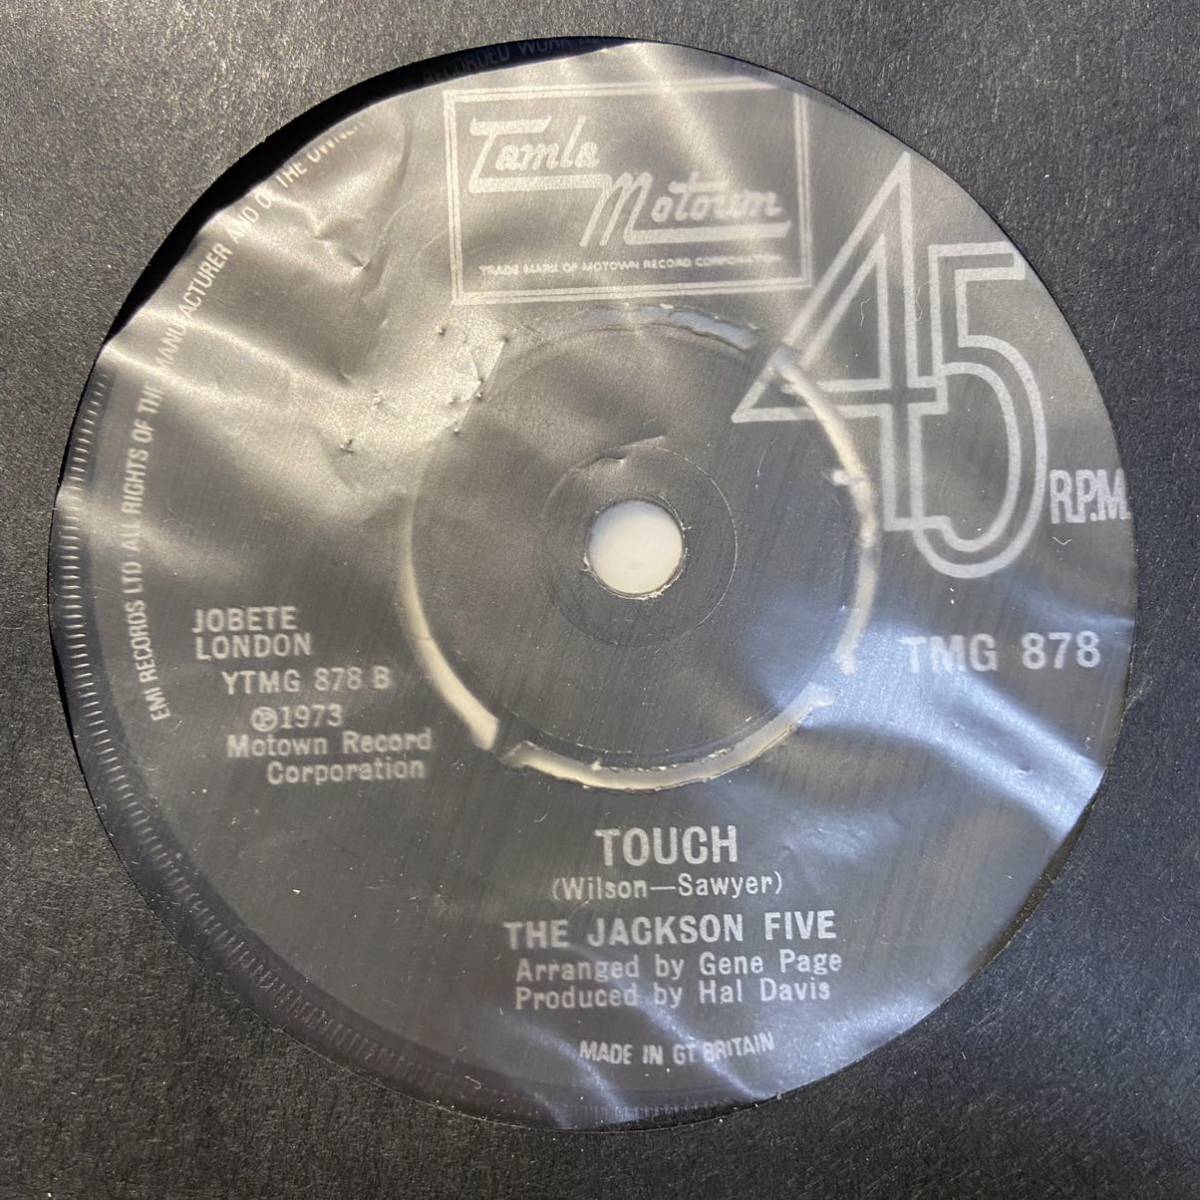 Tamla
Motown
TRADE MARK OF MOTOWN RECORD CORPORATION
45
R.P.M.
EMI RECORDS LTD ALL RIGHTS OF THE MANUFACTURER AND OF THE OWNER
RECORDED WORK
JOBETE
LONDON
YTMG 878 B
℗1973
Motown Record
Corporation
TMG 878
TOUCH
(Wilson—Sawyer)
THE JACKSON FIVE
Arranged by Gene Page
Produced by Hal Davis
MADE IN GT BRITAIN